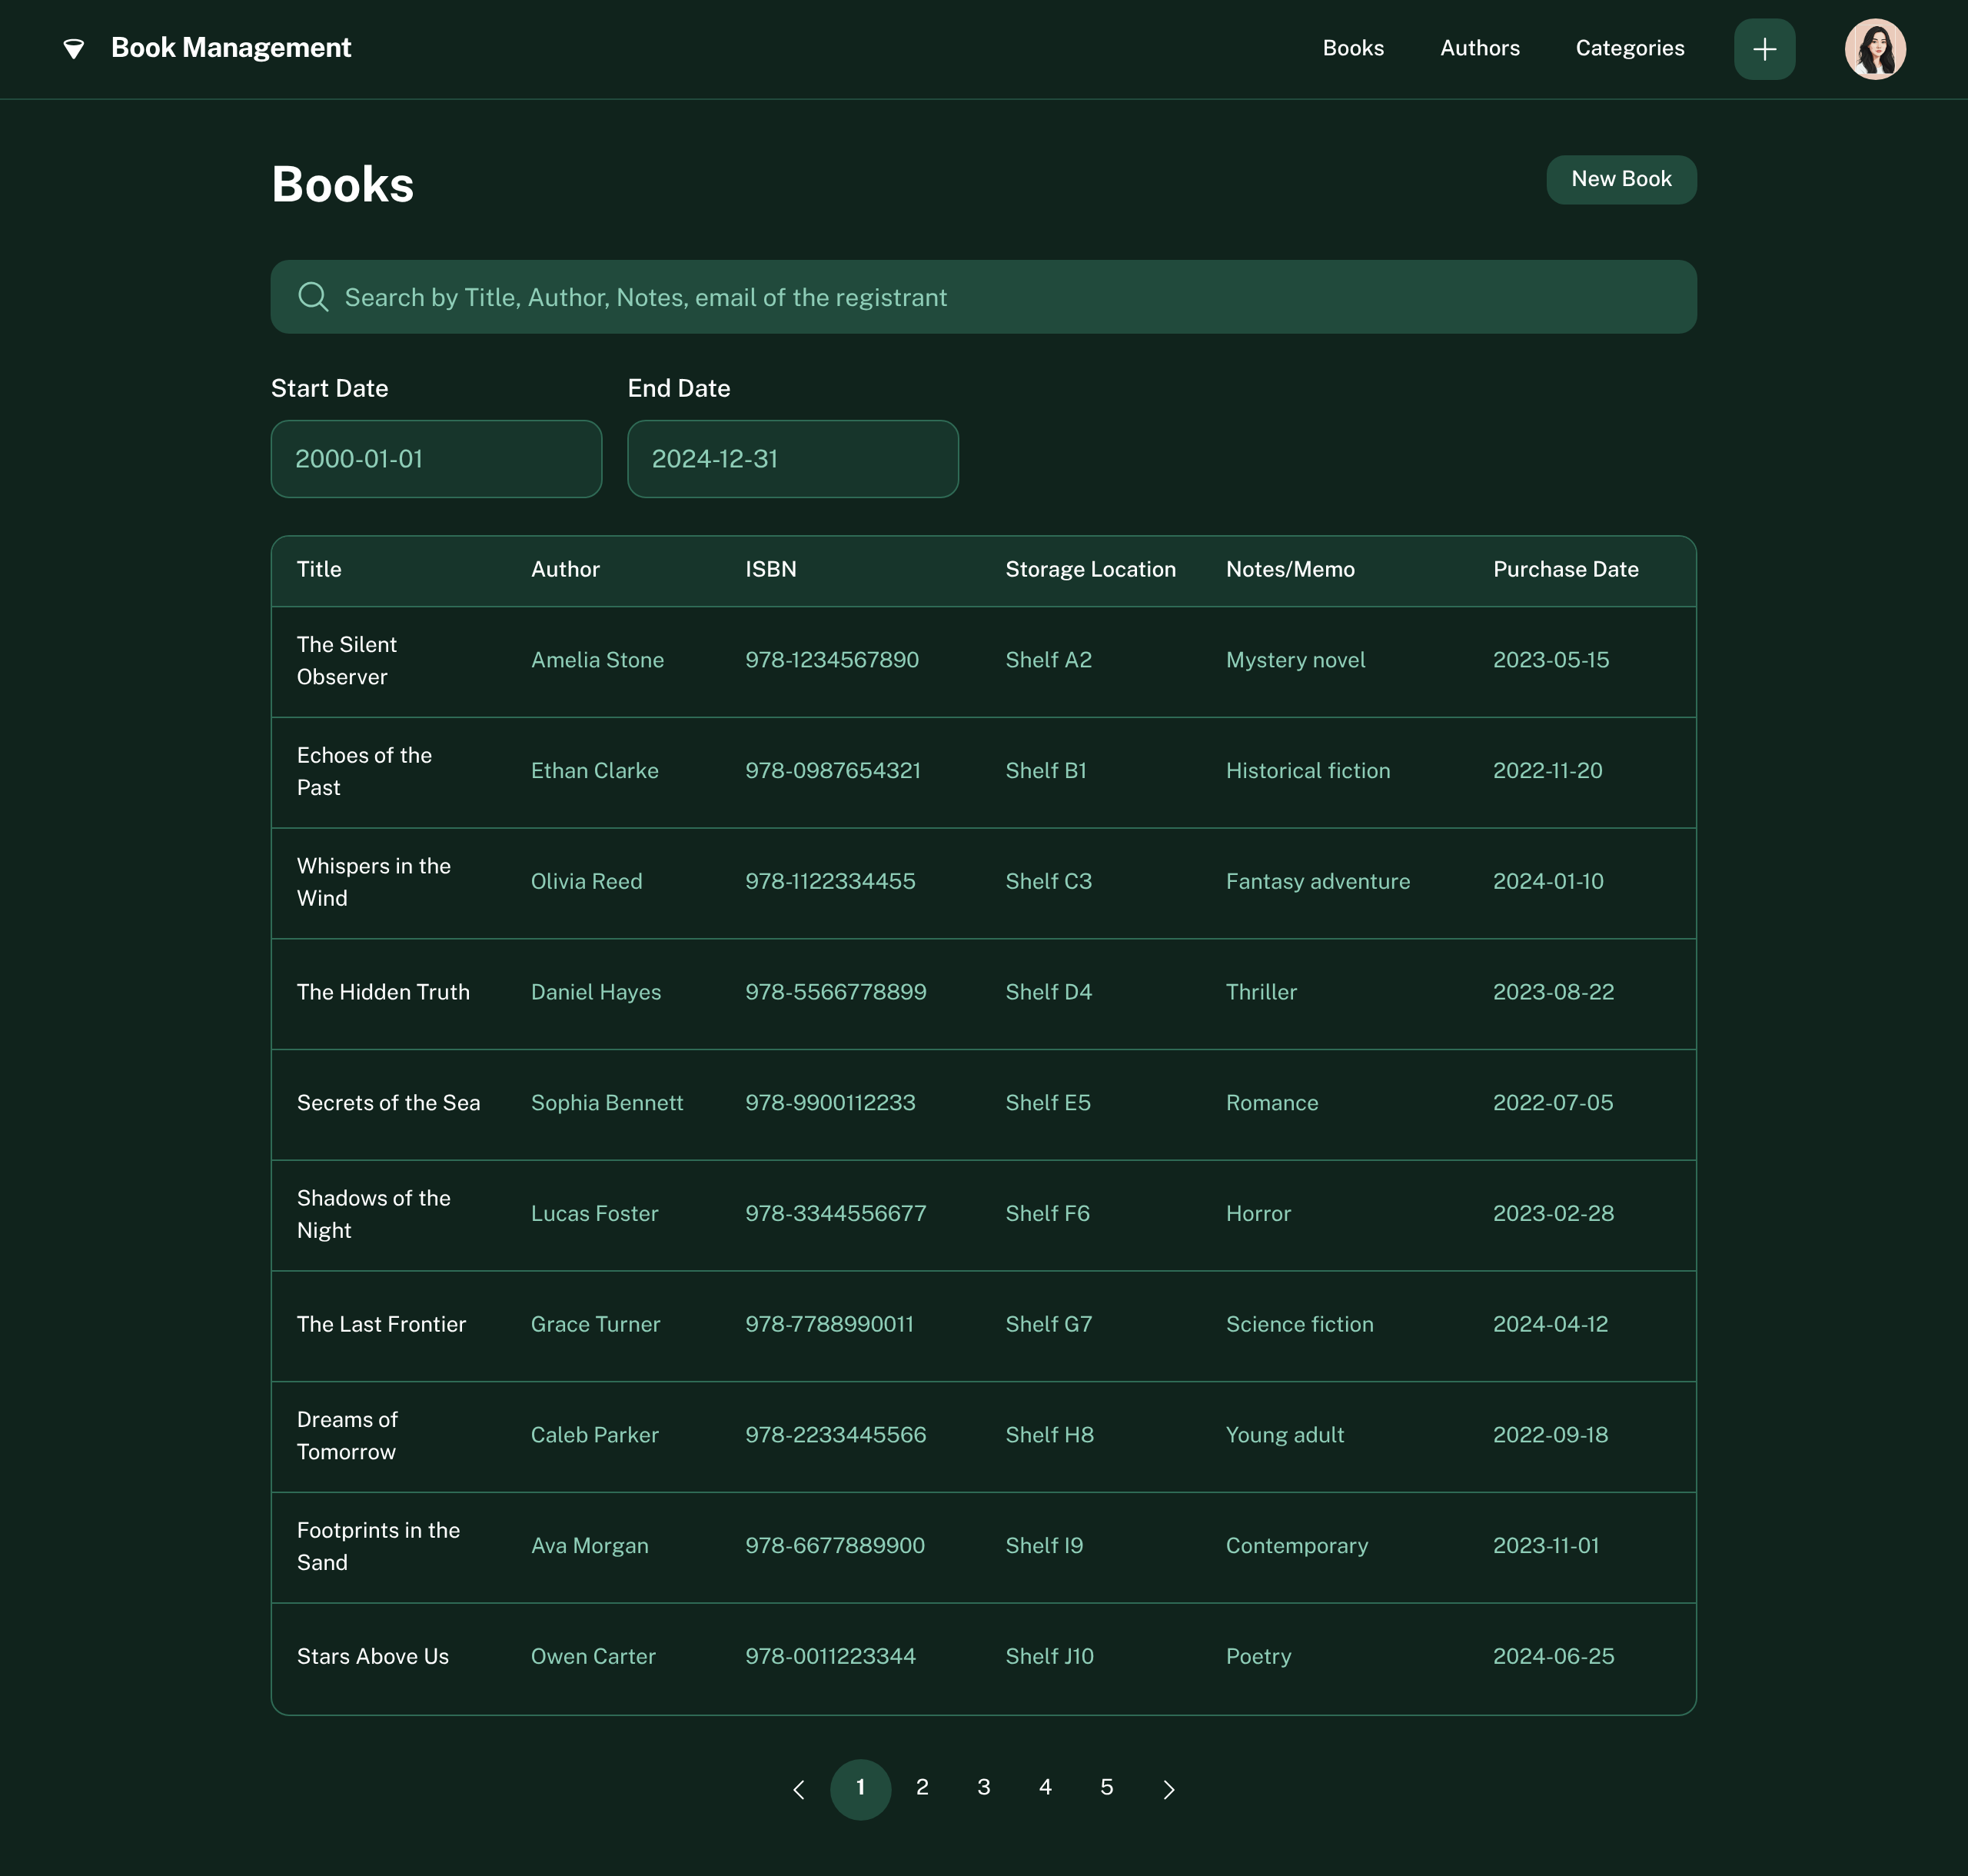 Book Management
Books
Authors
Categories
Books
New Book
Search by Title, Author, Notes, email of the registrant
Start Date
End Date
2000-01-01
2024-12-31
Title Author ISBN Storage Location Notes/Memo Purchase Date
The Silent
Observer
Amelia Stone 978-1234567890 Shelf A2 Mystery novel 2023-05-15
Echoes of the
Past
Ethan Clarke 978-0987654321 Shelf B1 Historical fiction 2022-11-20
Whispers in the
Wind
Olivia Reed 978-1122334455 Shelf C3 Fantasy adventure 2024-01-10
The Hidden Truth Daniel Hayes 978-5566778899 Shelf D4 Thriller 2023-08-22
Secrets of the Sea Sophia Bennett 978-9900112233 Shelf E5 Romance 2022-07-05
Shadows of the
Night
Lucas Foster 978-3344556677 Shelf F6 Horror 2023-02-28
The Last Frontier Grace Turner 978-7788990011 Shelf G7 Science fiction 2024-04-12
Dreams of
Tomorrow
Caleb Parker 978-2233445566 Shelf H8 Young adult 2022-09-18
Footprints in the
Sand
Ava Morgan 978-6677889900 Shelf I9 Contemporary 2023-11-01
Stars Above Us Owen Carter 978-0011223344 Shelf J10 Poetry 2024-06-25
1 2 3 4 5